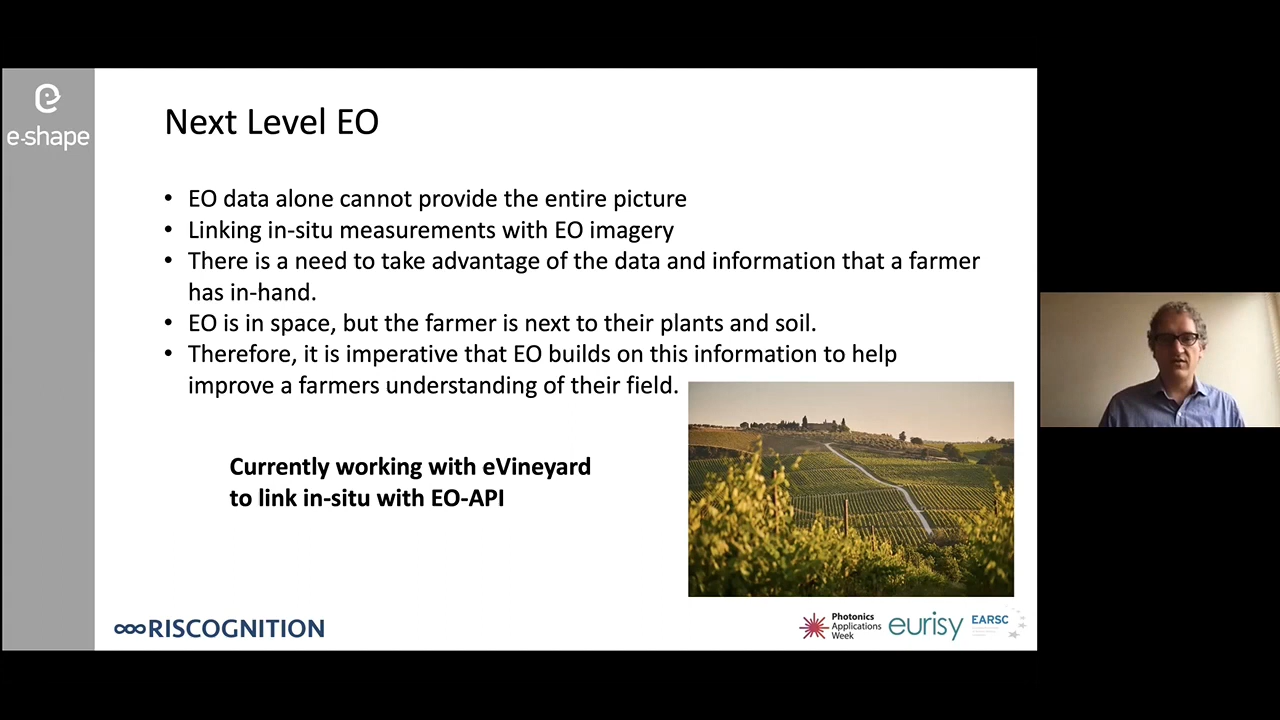 e-shape
Next Level EO
• EO data alone cannot provide the entire picture
• Linking in-situ measurements with EO imagery
• There is a need to take advantage of the data and information that a farmer
has in-hand.
• EO is in space, but the farmer is next to their plants and soil.
• Therefore, it is imperative that EO builds on this information to help
improve a farmers understanding of their field.
Currently working with eVineyard
to link in-situ with EO-API
RISCOGNITION
Photonics
Applications
Week
eurisy
EARSC